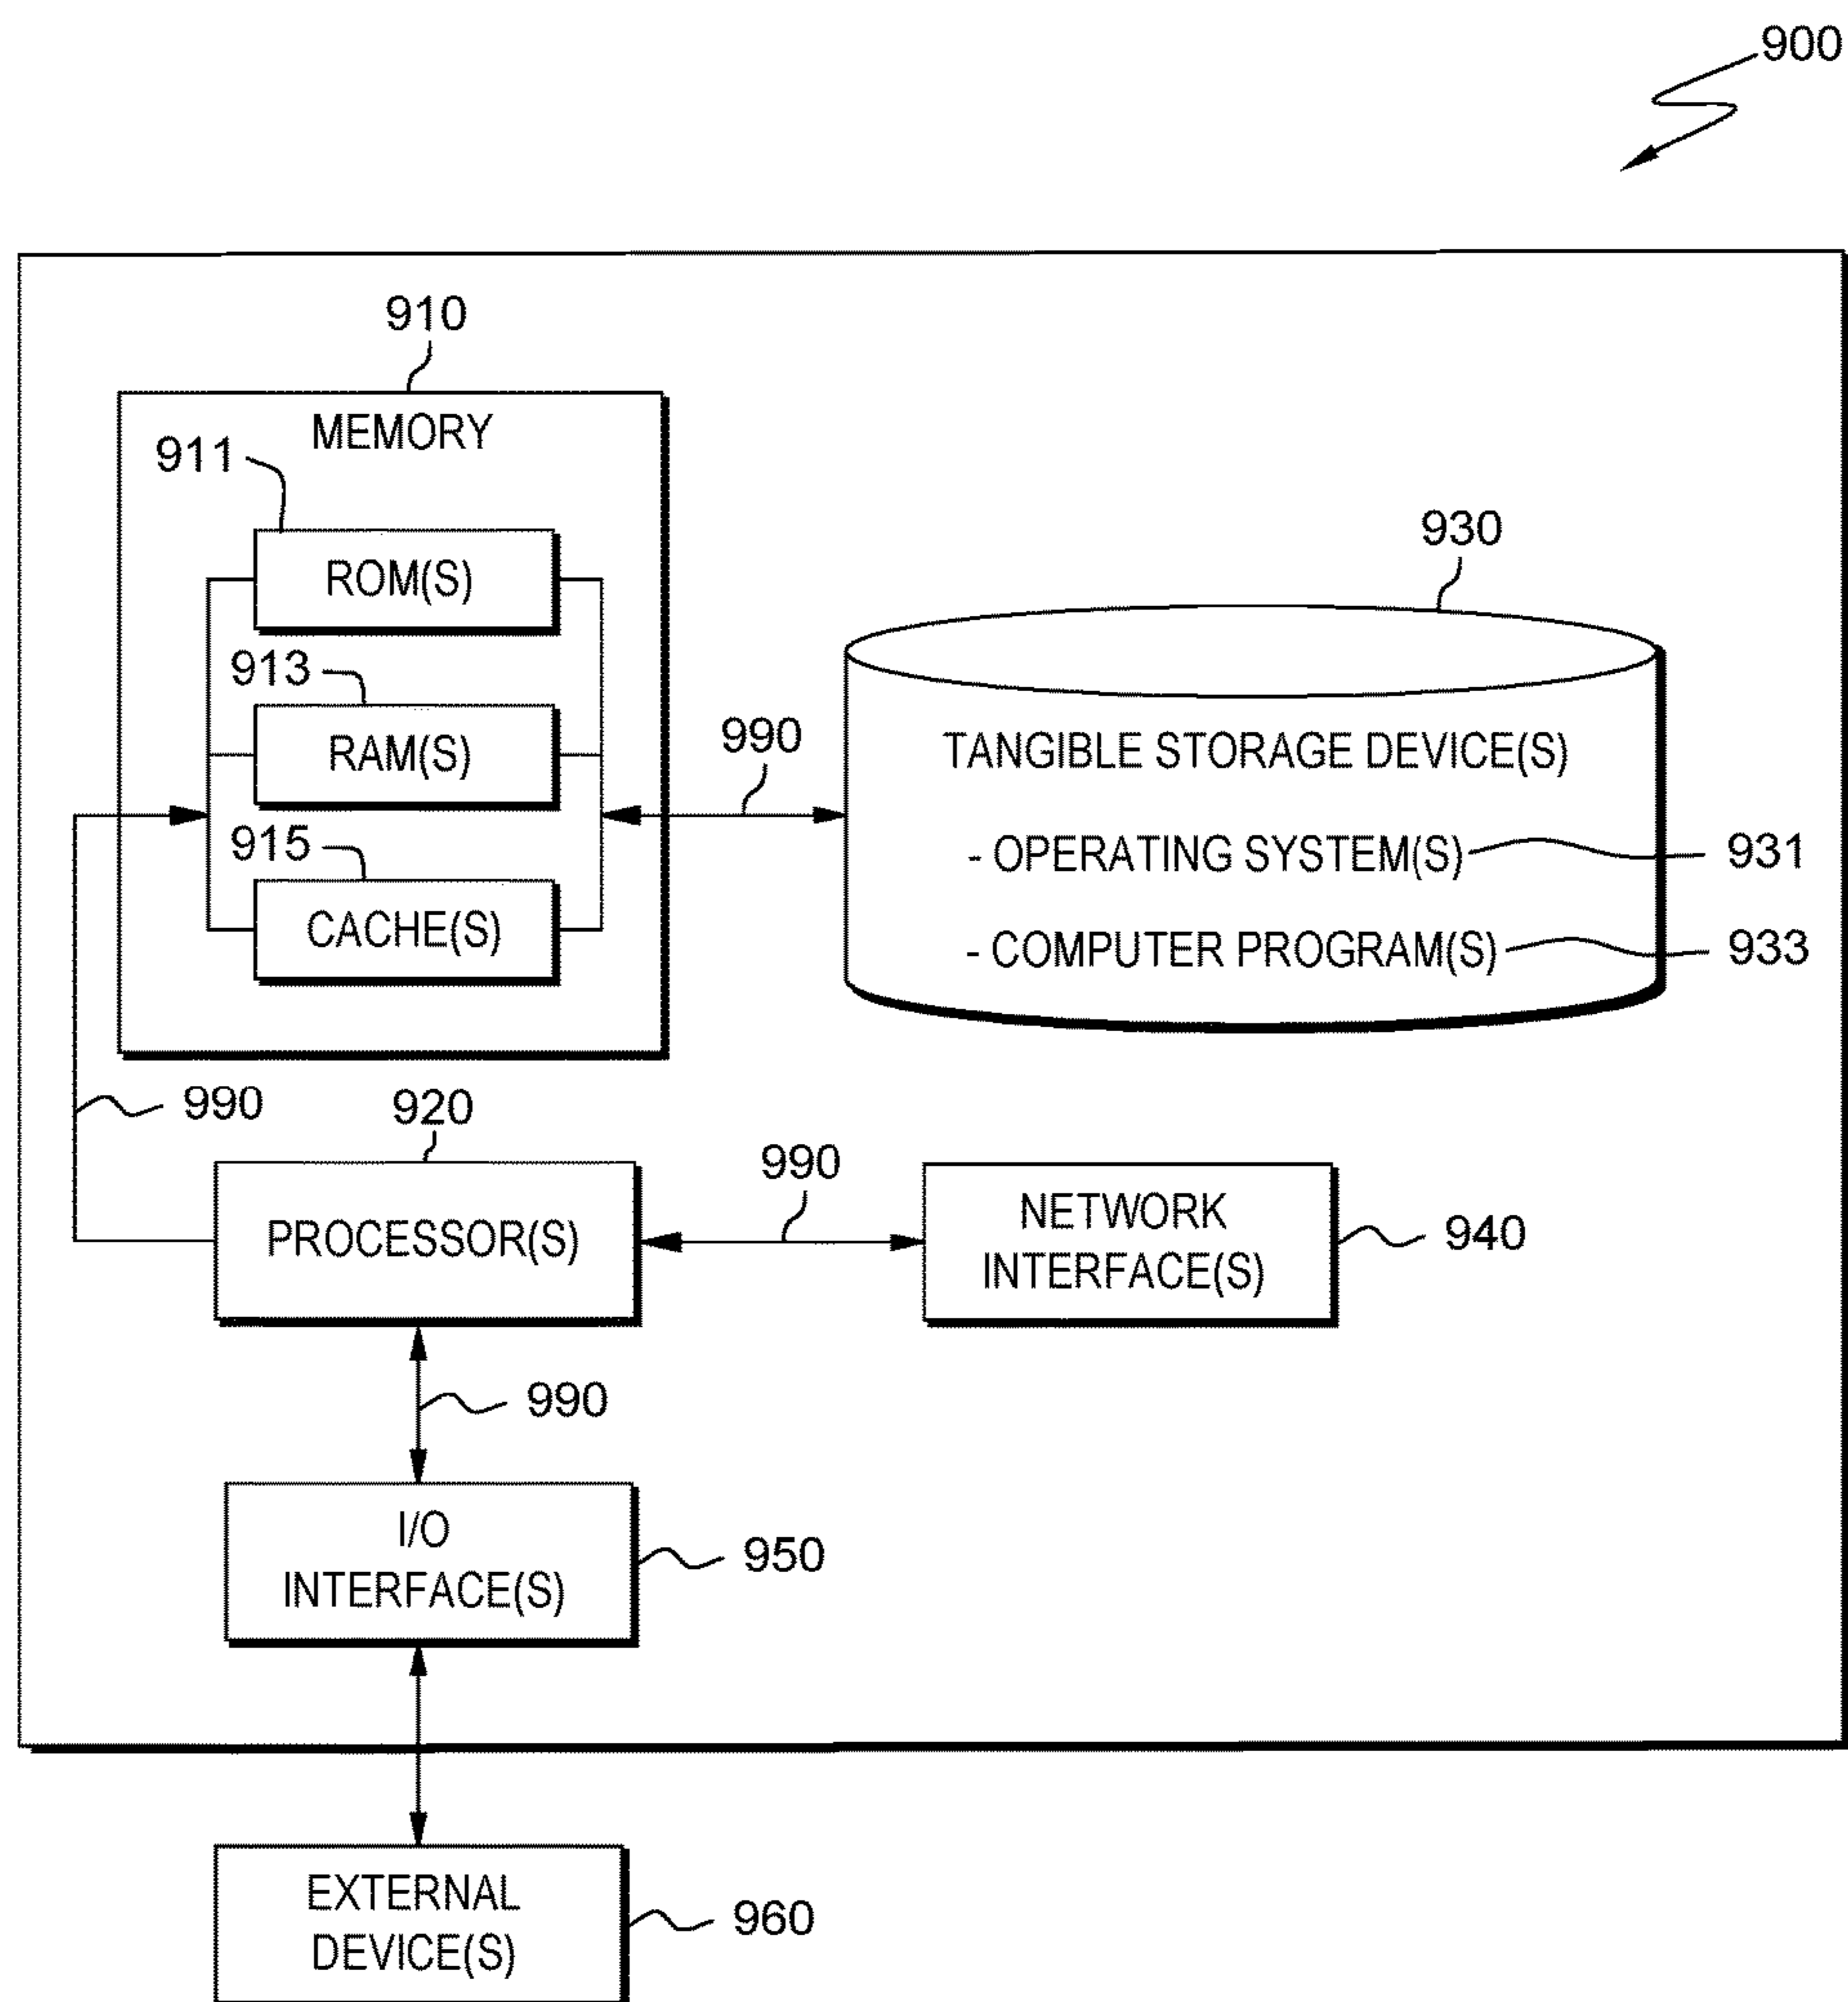 900
910
MEMORY
911
ROM(S)
913
RAM(S)
915
CACHE(S)
990
930
TANGIBLE STORAGE DEVICE(S)
- OPERATING SYSTEM(S)
931
- COMPUTER PROGRAM(S)
933
990
920
PROCESSOR(S)
990
NETWORK
INTERFACE(S)
940
990
I/O
INTERFACE(S)
950
EXTERNAL
DEVICE(S)
960